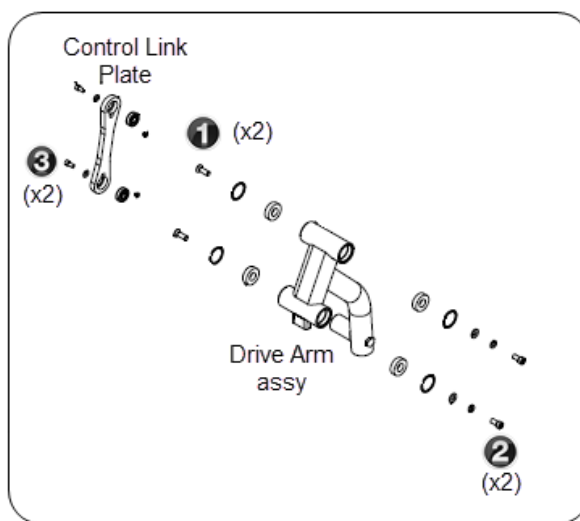 Control Link
Plate
1 (x2)
3
(x2)
Drive Arm
assy
2
(x2)